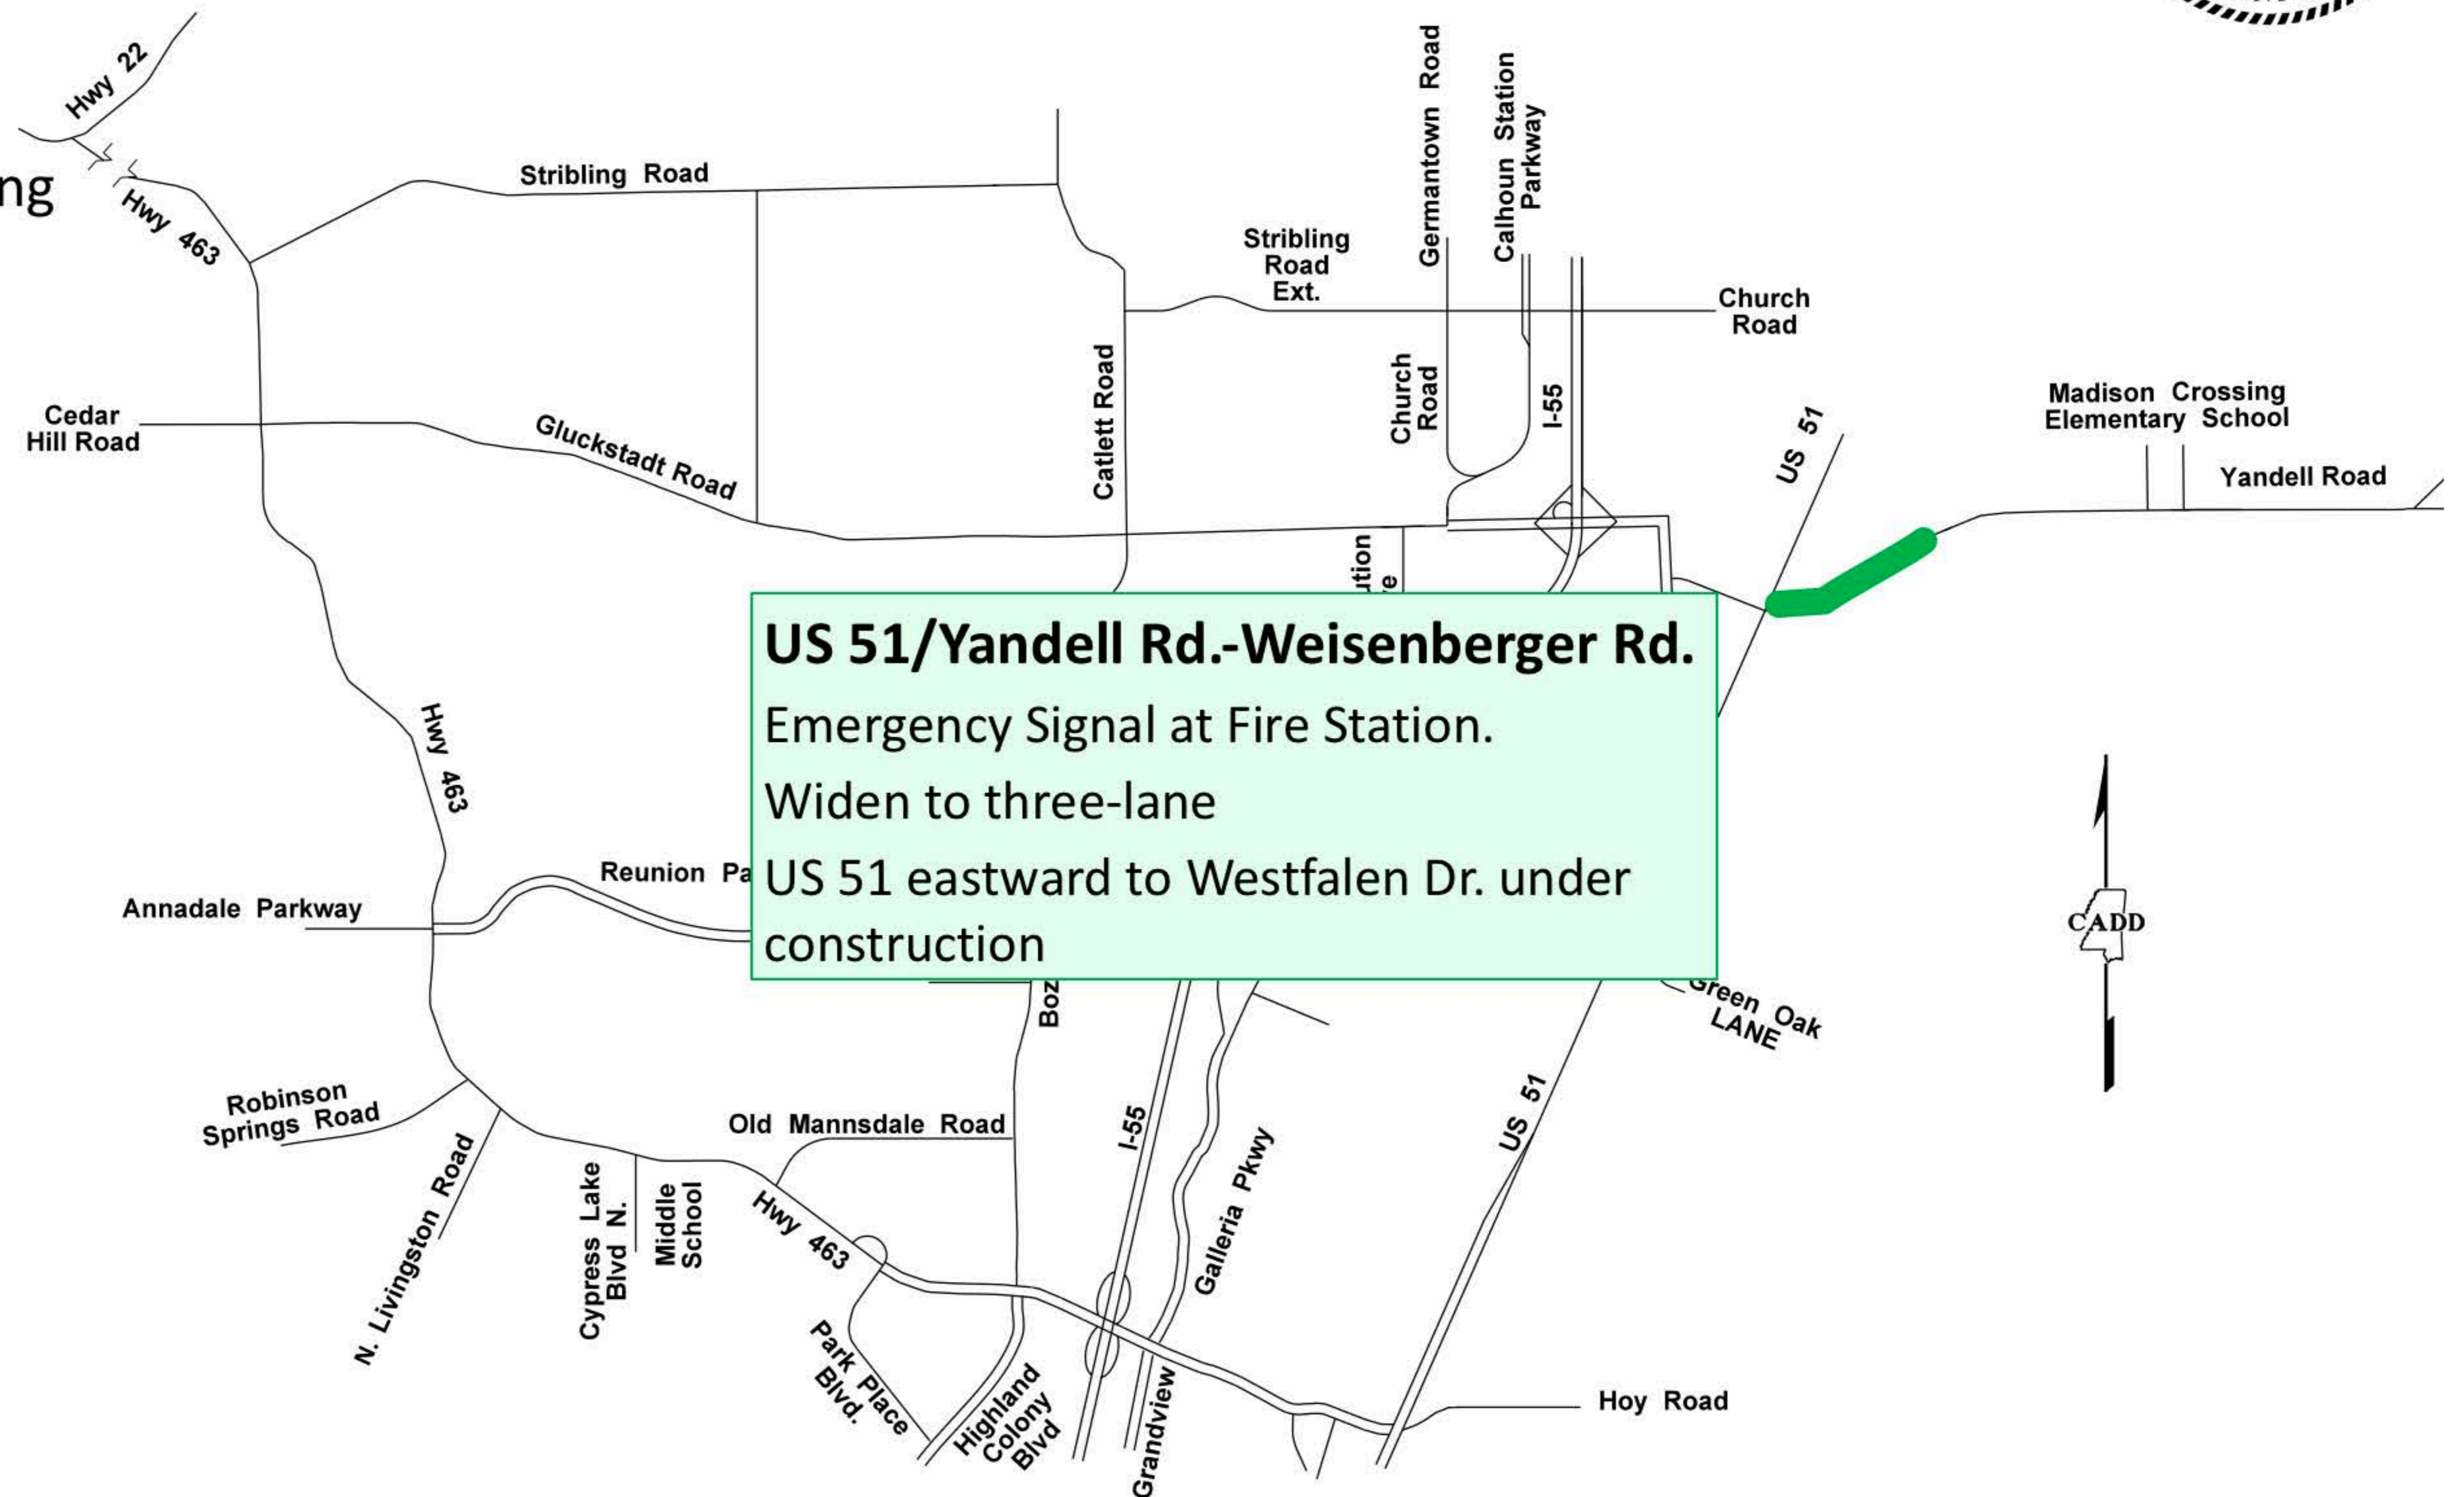 Hwy 22
ng
Hwy 463
Stribling Road
Germantown Road
Calhoun Station
Parkway
Stribling
Road
Ext.
Church
Road
Church
Road
I-55
Catlett Road
Cedar
Hill Road
Gluckstadt Road
US 51
Madison Crossing
Elementary School
Yandell Road
US 51/Yandell Rd.-Weisenberger Rd.
Emergency Signal at Fire Station.
Widen to three-lane
US 51 eastward to Westfalen Dr. under
construction
Hwy 463
Reunion Pa
Annadale Parkway
CADD
Boz
Green Oak
LANE
Robinson
Springs Road
N. Livingston Road
Cypress Lake
Blvd N.
Middle
School
Old Mannsdale Road
Hwy 463
I-55
Galleria Pkwy
US 51
Park Place
Blvd.
Highland
Colony
Blvd
Grandview
Hoy Road